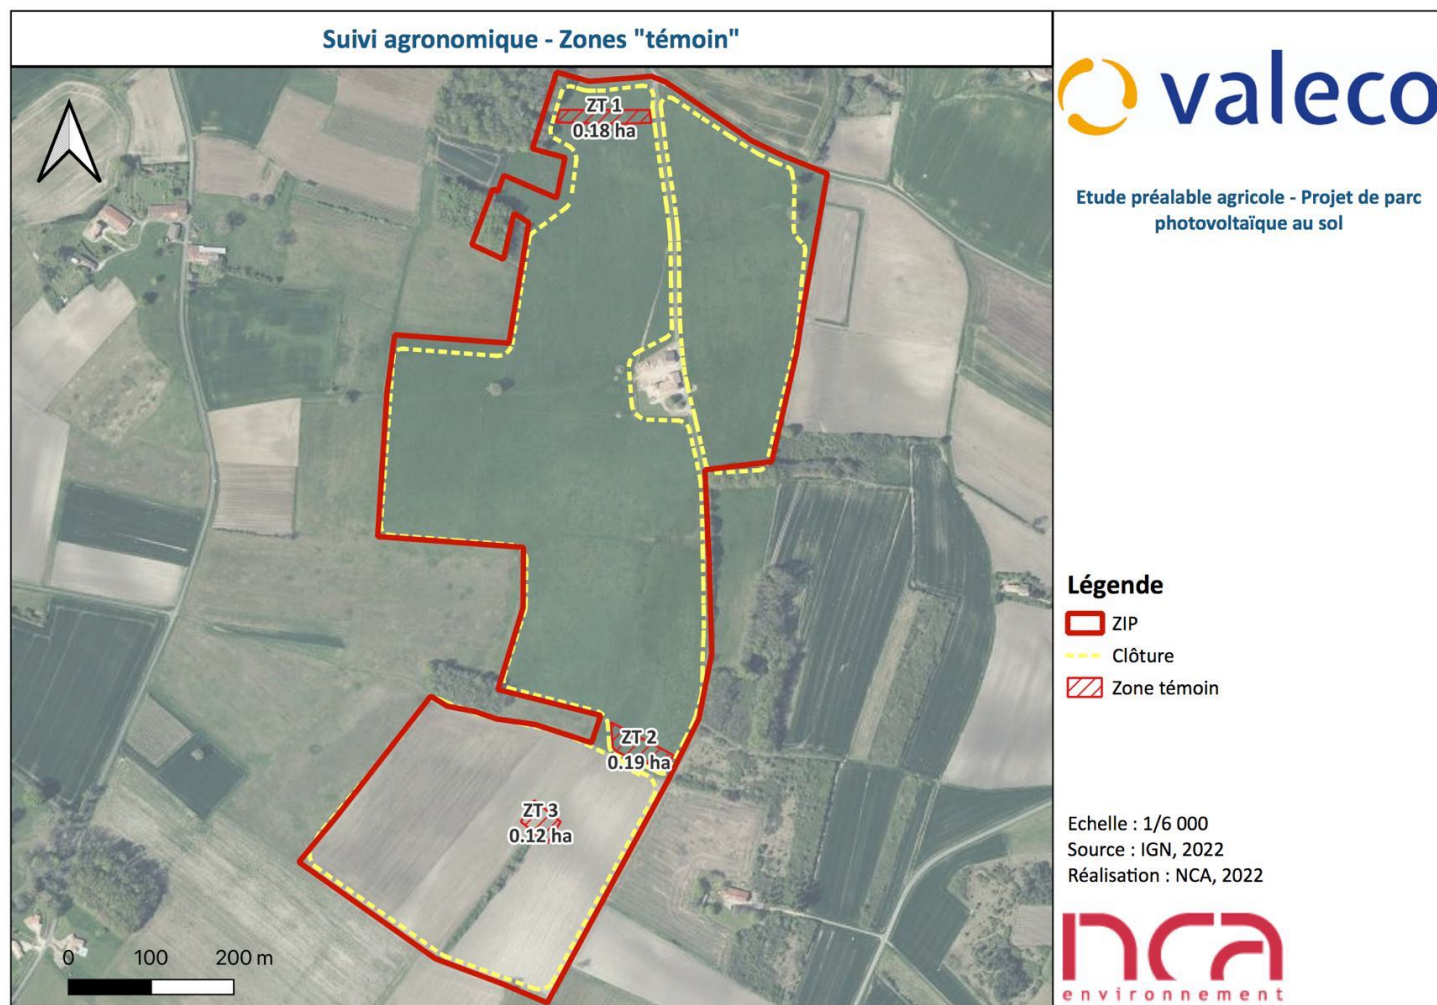 Suivi agronomique - Zones "témoin"
valeco
Etude préalable agricole - Projet de parc
photovoltaïque au sol
ZT 1
0.18 ha
ZT 2
0.19 ha
ZT 3
0.12 ha
Légende
ZIP
Clôture
Zone témoin
Echelle : 1/6 000
Source : IGN, 2022
Réalisation : NCA, 2022
0 100 200 m
nca
environnement